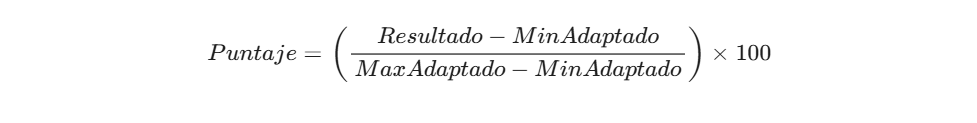 Puntaje = ( Resultado − MinAdaptado / MaxAdaptado − MinAdaptado ) × 100